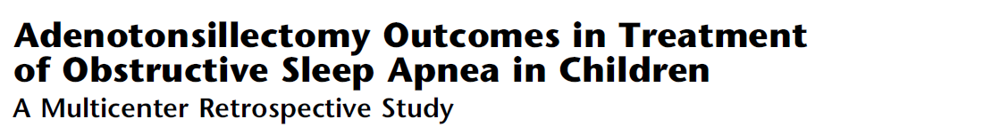 Adenotonsillectomy Outcomes in Treatment
of Obstructive Sleep Apnea in Children
A Multicenter Retrospective Study